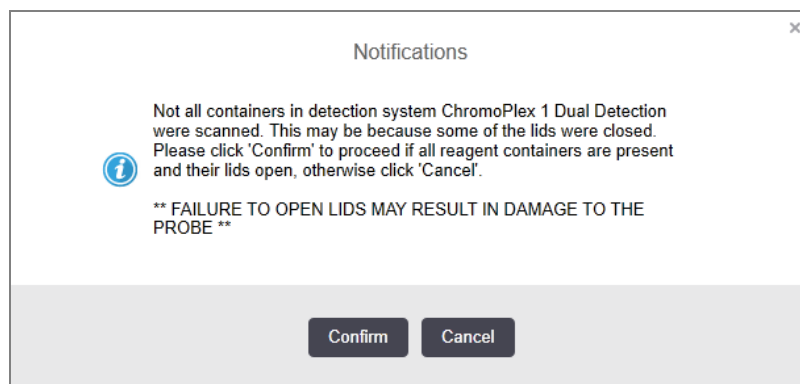 ×
Notifications
Not all containers in detection system ChromoPlex 1 Dual Detection
were scanned. This may be because some of the lids were closed.
Please click 'Confirm' to proceed if all reagent containers are present
and their lids open, otherwise click 'Cancel'.
** FAILURE TO OPEN LIDS MAY RESULT IN DAMAGE TO THE
PROBE **
Confirm
Cancel